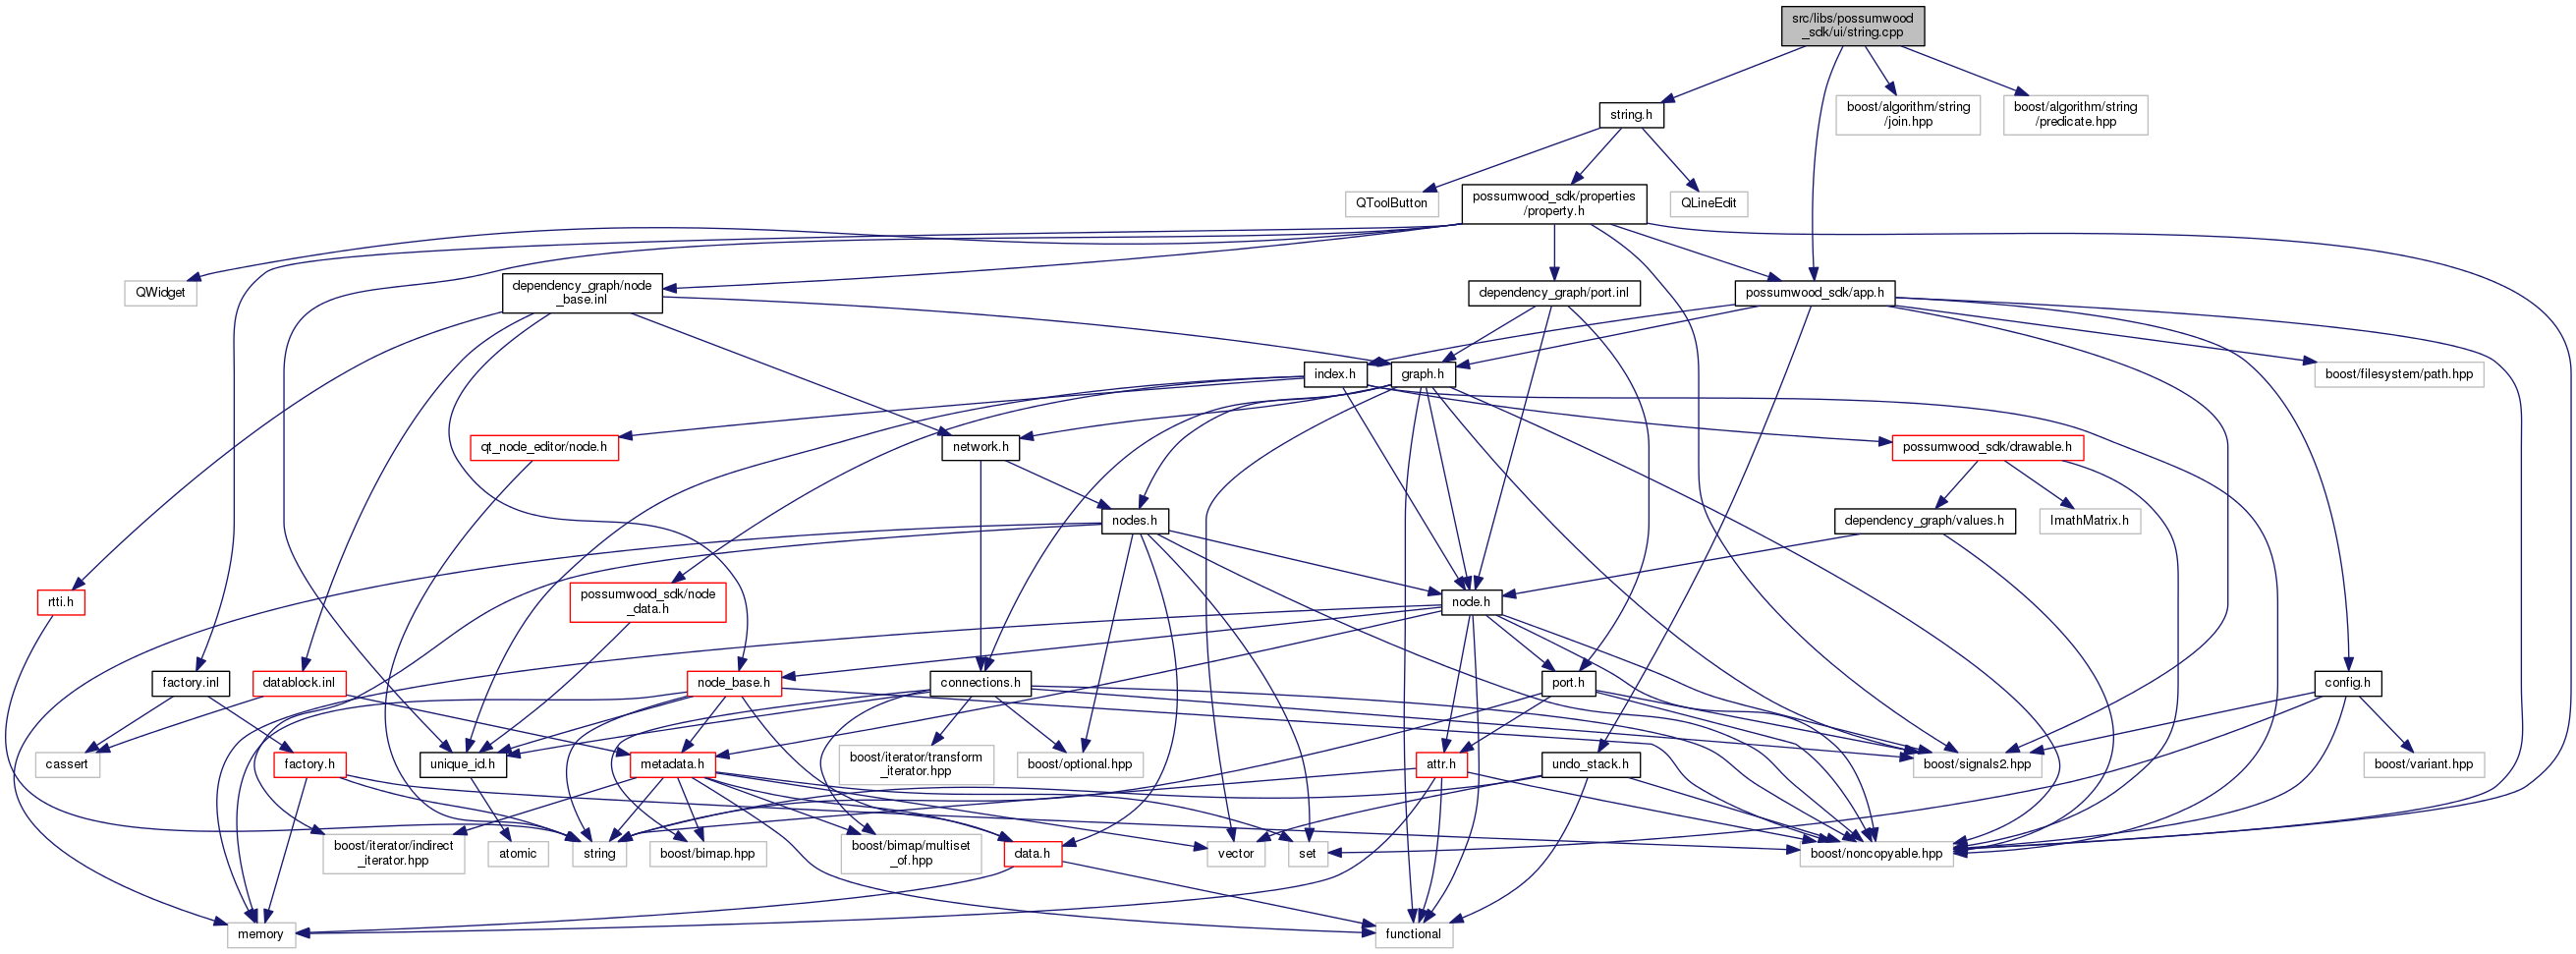 src/libs/possumwood
_sdk/ui/string.cpp
string.h
boost/algorithm/string
/join.hpp
boost/algorithm/string
/predicate.hpp
QToolButton
possumwood_sdk/properties
/property.h
QLineEdit
QWidget
dependency_graph/node
_base.inl
dependency_graph/port.inl
possumwood_sdk/app.h
index.h
graph.h
boost/filesystem/path.hpp
qt_node_editor/node.h
network.h
possumwood_sdk/drawable.h
nodes.h
dependency_graph/values.h
ImathMatrix.h
rtti.h
possumwood_sdk/node
_data.h
node.h
factory.inl
datablock.inl
node_base.h
connections.h
port.h
config.h
cassert
unique_id.h
factory.h
metadata.h
boost/iterator/transform
_iterator.hpp
boost/optional.hpp
attr.h
undo_stack.h
boost/signals2.hpp
boost/variant.hpp
boost/iterator/indirect
_iterator.hpp
atomic
string
boost/bimap.hpp
boost/bimap/multiset
_of.hpp
data.h
vector
set
boost/noncopyable.hpp
memory
functional